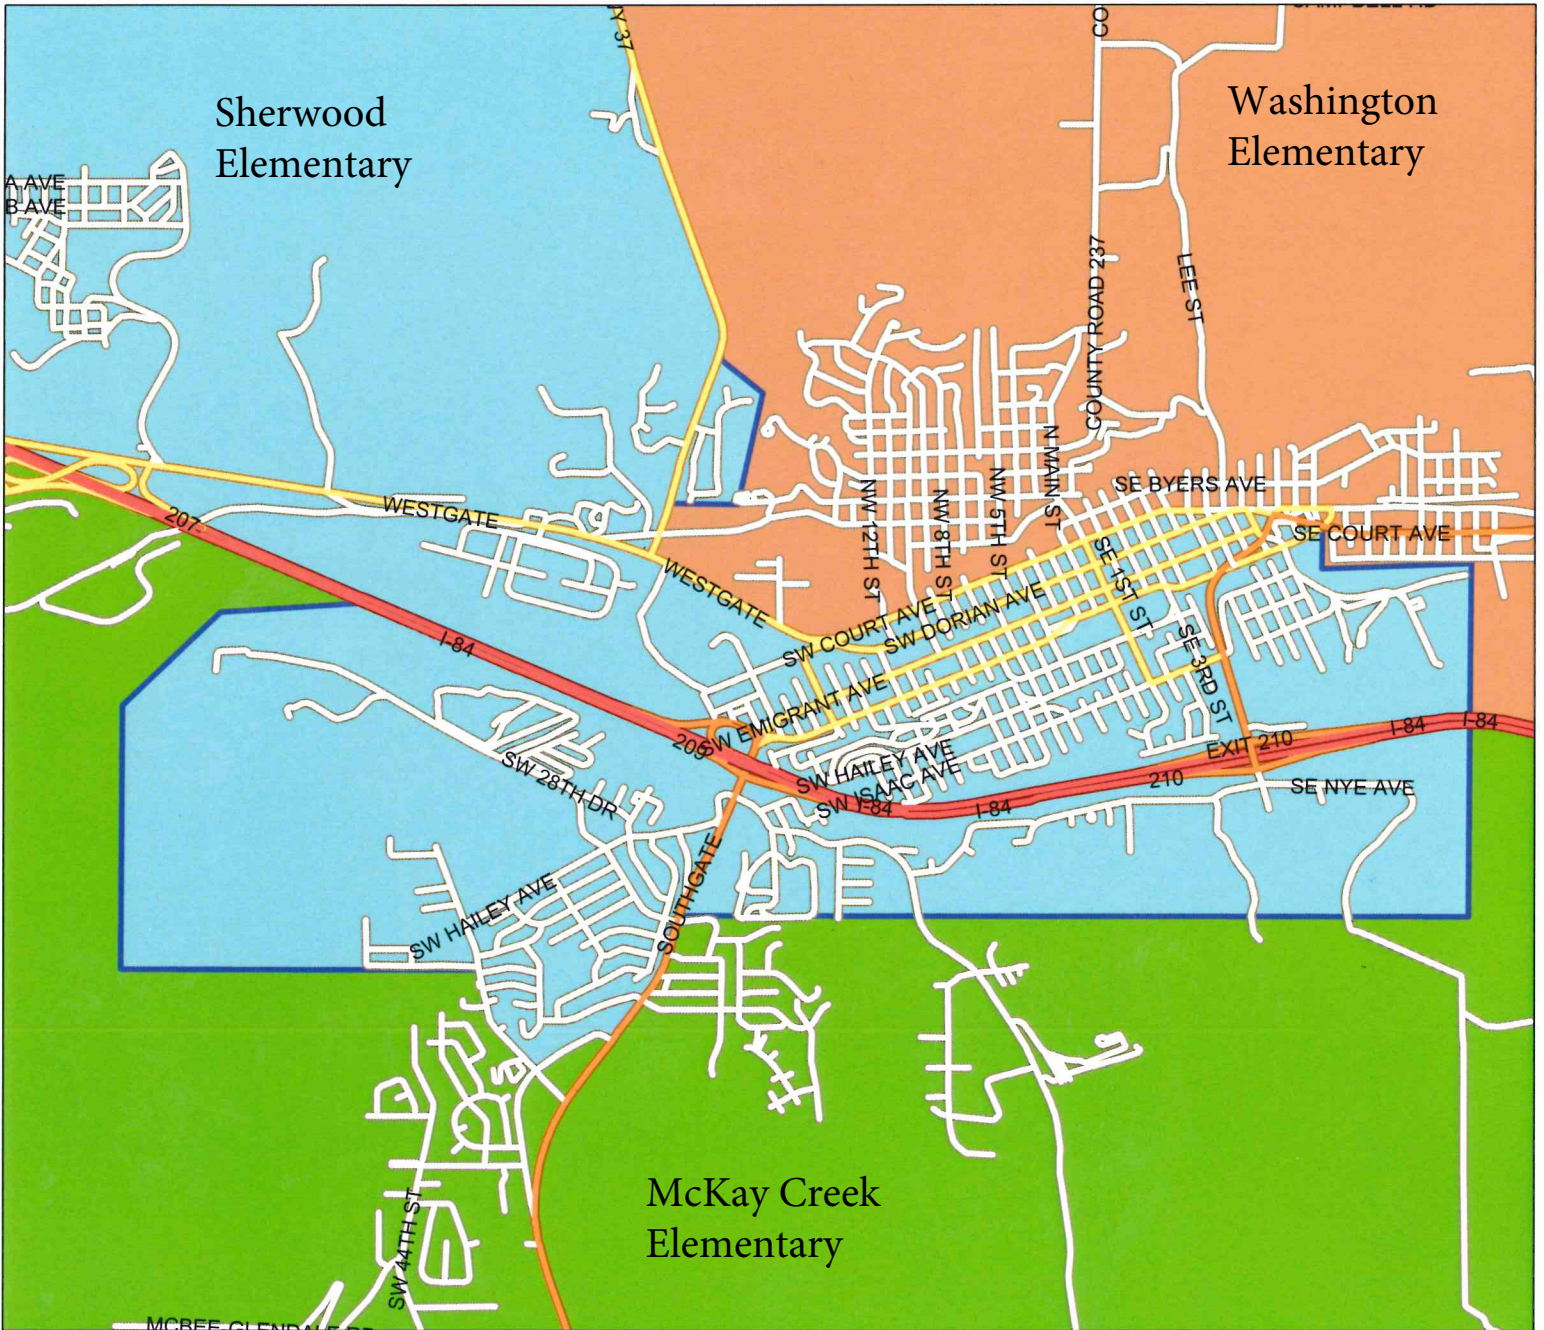 Y 37
CO
Sherwood
Elementary
Washington
Elementary
A AVE
B AVE
COUNTY ROAD 237
LEE ST
N MAIN ST
SE BYERS AVE
WESTGATE
207
NW 12TH ST
NW 8TH ST
NW 5TH ST
SE COURT AVE
SE 1ST ST
WESTGATE
SW COURT AVE
SW DORIAN AVE
I-84
SE 3RD ST
SW EMIGRANT AVE
209
EXIT 210
I-84
I-84
SW 28TH DR
SW HAILEY AVE
SW ISAAC AVE
I-84
I-84
210
SE NYE AVE
SOUTHGATE
SW HAILEY AVE
McKay Creek
Elementary
SW 44TH ST